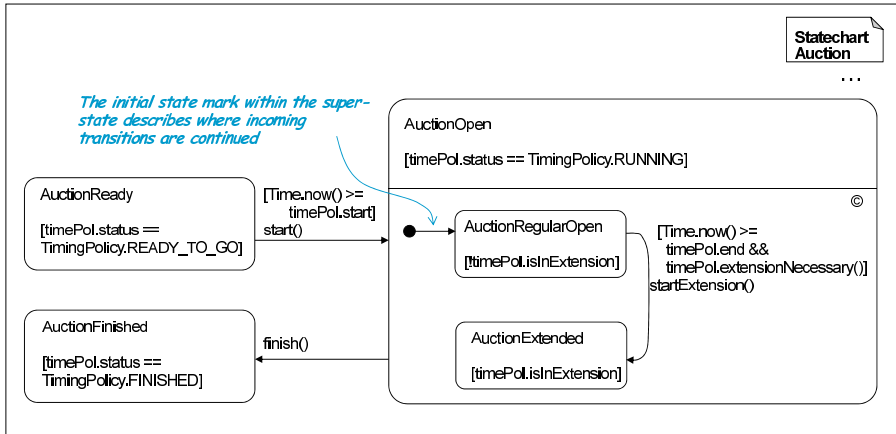 Statechart
Auction
...
The initial state mark within the super-
state describes where incoming
transitions are continued
AuctionOpen
[timePol.status == TimingPolicy.RUNNING]
©
AuctionReady
[timePol.status ==
TimingPolicy.READY_TO_GO]
[Time.now() >=
timePol.start]
start()
AuctionRegularOpen
[!timePol.isInExtension]
[Time.now() >=
timePol.end &&
timePol.extensionNecessary()]
startExtension()
AuctionFinished
[timePol.status ==
TimingPolicy.FINISHED]
finish()
AuctionExtended
[timePol.isInExtension]